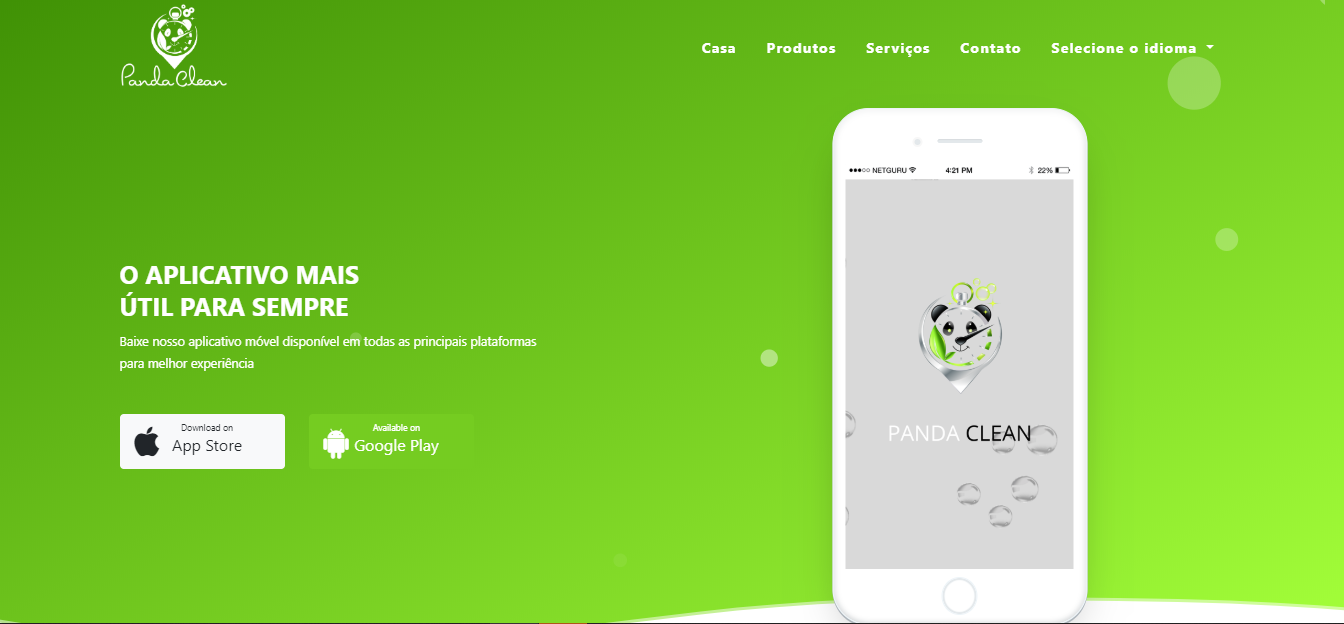 Panda Clean
Casa Produtos Serviços Contato Selecione o idioma
NETGURU 4:21 PM 22%
O APLICATIVO MAIS
ÚTIL PARA SEMPRE
Baixe nosso aplicativo móvel disponível em todas as principais plataformas
para melhor experiência
Download on
App Store
Available on
Google Play
PANDA CLEAN